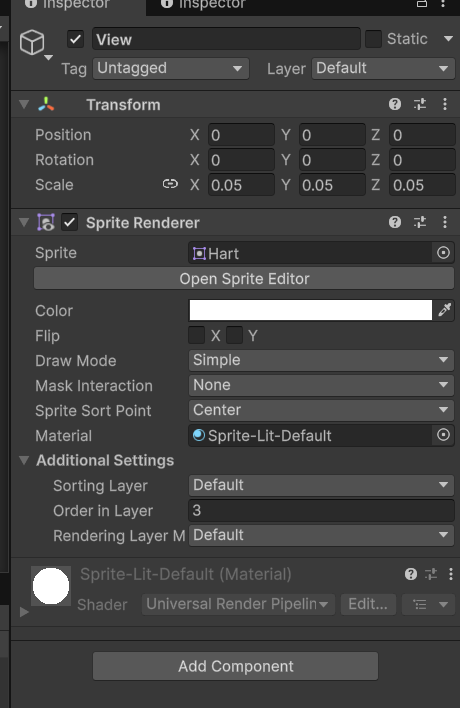 Inspector Inspector
View Static
Tag Untagged Layer Default
Transform
Position X 0 Y 0 Z 0
Rotation X 0 Y 0 Z 0
Scale X 0.05 Y 0.05 Z 0.05
Sprite Renderer
Sprite Hart
Open Sprite Editor
Color
Flip X Y
Draw Mode Simple
Mask Interaction None
Sprite Sort Point Center
Material Sprite-Lit-Default
Additional Settings
Sorting Layer Default
Order in Layer 3
Rendering Layer M Default
Sprite-Lit-Default (Material)
Shader Universal Render Pipelin Edit...
Add Component